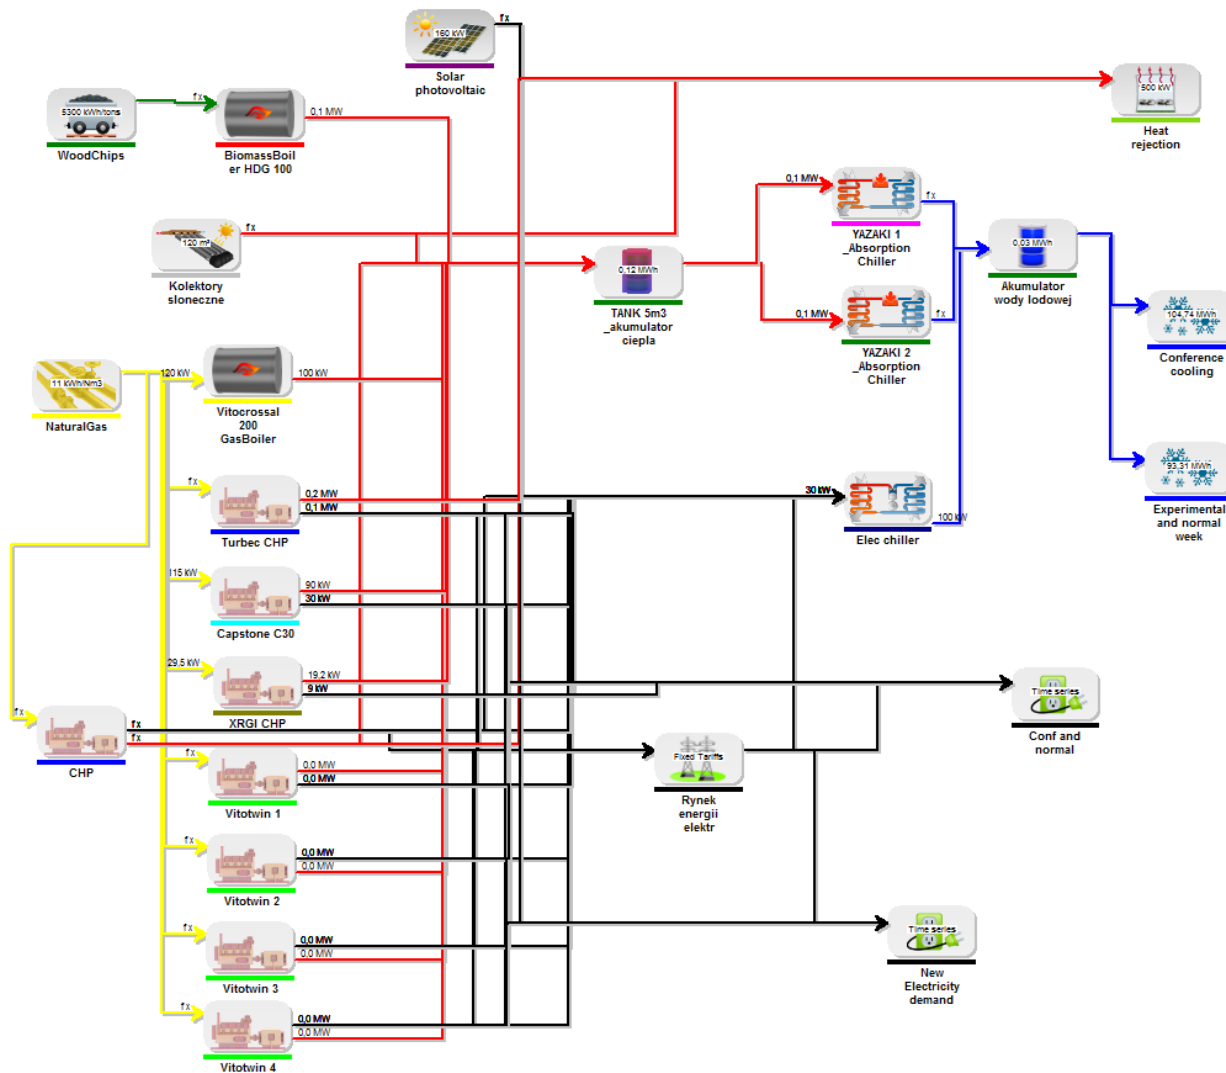 fx
160 kW
Solar
photovoltaic
500 kW
Heat
rejection
5300 kWh/tons
WoodChips
fx
0,1 MW
BiomassBoil
er HDG 100
0,1 MW
fx
YAZAKI 1
_Absorption
Chiller
120 m²
fx
Kolektory
sloneczne
0,12 MWh
TANK 5m3
_akumulator
ciepla
0,03 MWh
Akumulator
wody lodowej
0,1 MW
fx
YAZAKI 2
_Absorption
Chiller
104,74 MWh
Conference
cooling
11 kWh/Nm3
NaturalGas
120 kW
100 kW
Vitocrossal
200
GasBoiler
93,31 MWh
Experimental
and normal
week
fx
0,2 MW
0,1 MW
Turbec CHP
30 kW
100 kW
Elec chiller
115 kW
90 kW
30 kW
Capstone C30
29,5 kW
19,2 kW
9 kW
XRGI CHP
Time series
Conf and
normal
fx
fx
fx
CHP
Fixed Tariffs
Rynek
energii
elektr
fx
0,0 MW
0,0 MW
Vitotwin 1
fx
0,0 MW
0,0 MW
Vitotwin 2
fx
0,0 MW
0,0 MW
Vitotwin 3
Time series
New
Electricity
demand
fx
0,0 MW
0,0 MW
Vitotwin 4